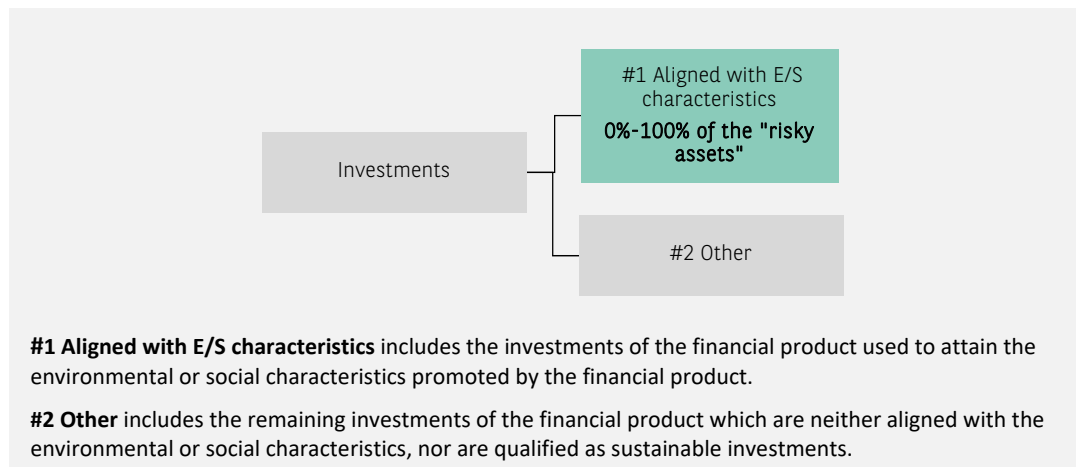 #1 Aligned with E/S
characteristics
0%-100% of the "risky
assets"
Investments
#2 Other
#1 Aligned with E/S characteristics includes the investments of the financial product used to attain the
environmental or social characteristics promoted by the financial product.
#2 Other includes the remaining investments of the financial product which are neither aligned with the
environmental or social characteristics, nor are qualified as sustainable investments.